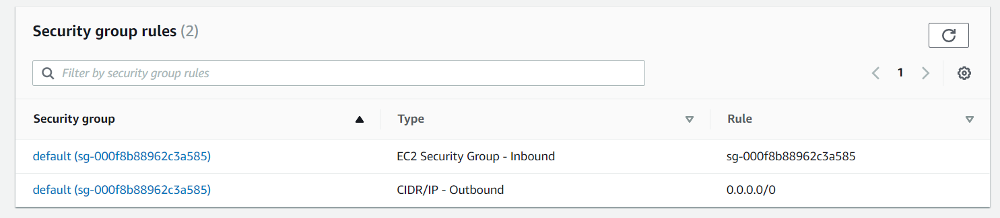 Security group rules (2)
Filter by security group rules
1
Security group Type Rule
default (sg-000f8b88962c3a585) EC2 Security Group - Inbound sg-000f8b88962c3a585
default (sg-000f8b88962c3a585) CIDR/IP - Outbound 0.0.0.0/0